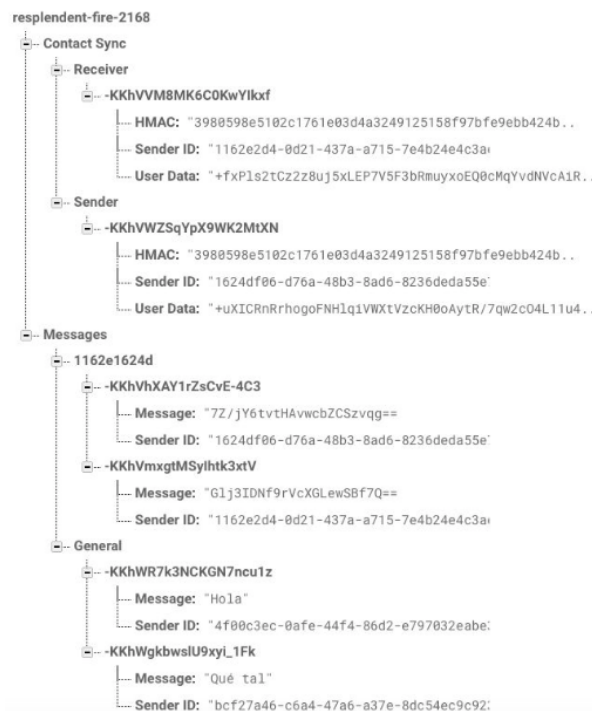 resplendent-fire-2168
Contact Sync
Receiver
-KKhVVM8MK6C0KwYlkxf
HMAC: "3980598e5102c1761e03d4a3249125158f97bfe9ebb424b..
Sender ID: "1162e2d4-0d21-437a-a715-7e4b24e4c3a
User Data: "+fxPls2tCz2z8uj5xLEP7V5F3bRmuyxoEQ0cMqYvdNVcAiR..
Sender
-KKhVWZSqYpX9WK2MtXN
HMAC: "3980598e5102c1761e03d4a3249125158f97bfe9ebb424b..
Sender ID: "1624df06-d76a-48b3-8ad6-8236deda55e
User Data: "+uXICRnRrhogoFNHlqiVWXtVzcKH0oAytR/7qw2cO4L11u4..
Messages
1162e1624d
-KKhVhXAY1rZsCvE-4C3
Message: "7Z/jY6tvtHAvwcbZCSzvqg==
Sender ID: "1624df06-d76a-48b3-8ad6-8236deda55e
-KKhVmxgtMSyIhtk3xtV
Message: "Glj3IDNf9rVcXGLewSBf7Q==
Sender ID: "1162e2d4-0d21-437a-a715-7e4b24e4c3a
General
-KKhWR7k3NCKGN7ncu1z
Message: "Hola"
Sender ID: "4f00c3ec-0afe-44f4-86d2-e797032eabe
-KKhWgkbwslU9xyi_1Fk
Message: "Qué tal"
Sender ID: "bcf27a46-c6a4-47a6-a37e-8dc54ec9c92